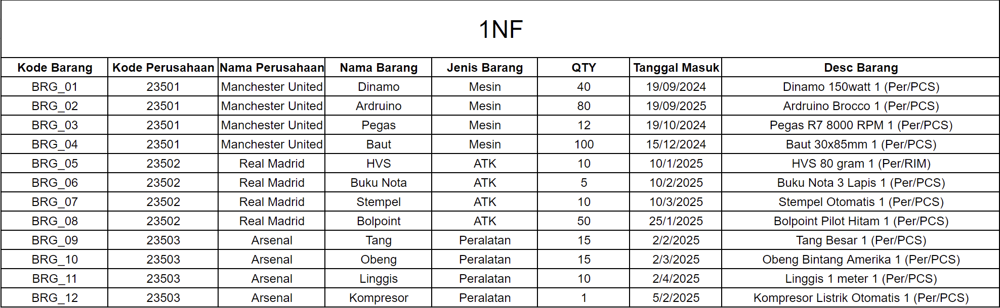 1NF
Kode Barang Kode Perusahaan Nama Perusahaan Nama Barang Jenis Barang QTY Tanggal Masuk Desc Barang
BRG_01 23501 Manchester United Dinamo Mesin 40 19/09/2024 Dinamo 150watt 1 (Per/PCS)
BRG_02 23501 Manchester United Ardruino Mesin 80 19/09/2025 Ardruino Brocco 1 (Per/PCS)
BRG_03 23501 Manchester United Pegas Mesin 12 19/10/2024 Pegas R7 8000 RPM 1 (Per/PCS)
BRG_04 23501 Manchester United Baut Mesin 100 15/12/2024 Baut 30x85mm 1 (Per/PCS)
BRG_05 23502 Real Madrid HVS ATK 10 10/1/2025 HVS 80 gram 1 (Per/RIM)
BRG_06 23502 Real Madrid Buku Nota ATK 5 10/2/2025 Buku Nota 3 Lapis 1 (Per/PCS)
BRG_07 23502 Real Madrid Stempel ATK 10 10/3/2025 Stempel Otomatis 1 (Per/PCS)
BRG_08 23502 Real Madrid Bolpoint ATK 50 25/1/2025 Bolpoint Pilot Hitam 1 (Per/PCS)
BRG_09 23503 Arsenal Tang Peralatan 15 2/2/2025 Tang Besar 1 (Per/PCS)
BRG_10 23503 Arsenal Obeng Peralatan 15 2/3/2025 Obeng Bintang Amerika 1 (Per/PCS)
BRG_11 23503 Arsenal Linggis Peralatan 10 2/4/2025 Linggis 1 meter 1 (Per/PCS)
BRG_12 23503 Arsenal Kompresor Peralatan 1 5/2/2025 Kompresor Listrik Otomatis 1 (Per/PCS)